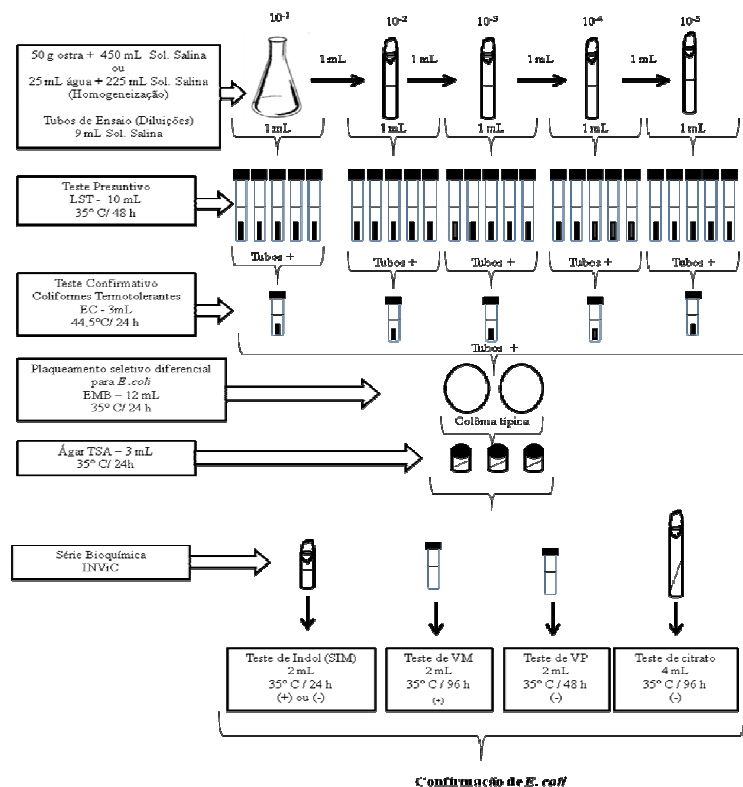 10⁻¹
10⁻²
10⁻³
10⁻⁴
10⁻⁵
50 g ostra + 450 mL Sol. Salina
ou
25 mL água + 225 mL Sol. Salina
(Homogeneização)
Tubos de Ensaio (Diluições)
9 mL Sol. Salina
1 mL
1 mL
1 mL
1 mL
1 mL
1 mL
1 mL
1 mL
1 mL
Teste Presuntivo
LST - 10 mL
35° C/ 48 h
Tubos +
Tubos +
Tubos +
Tubos +
Tubos +
Teste Confirmativo
Coliformes Termotolerantes
EC - 3mL
44,5°C/ 24 h
Tubos +
Plaqueamento seletivo diferencial
para E.coli
EMB – 12 mL
35° C/ 24 h
Colônia típica
Ágar TSA – 3 mL
35° C/ 24h
Série Bioquímica
INViC
Teste de Indol (SIM)
2 mL
35° C / 24 h
(+) ou (-)
Teste de VM
2 mL
35° C / 96 h
(+)
Teste de VP
2 mL
35° C / 48 h
(-)
Teste de citrato
4 mL
35° C / 96 h
(-)
Confirmação de E. coli